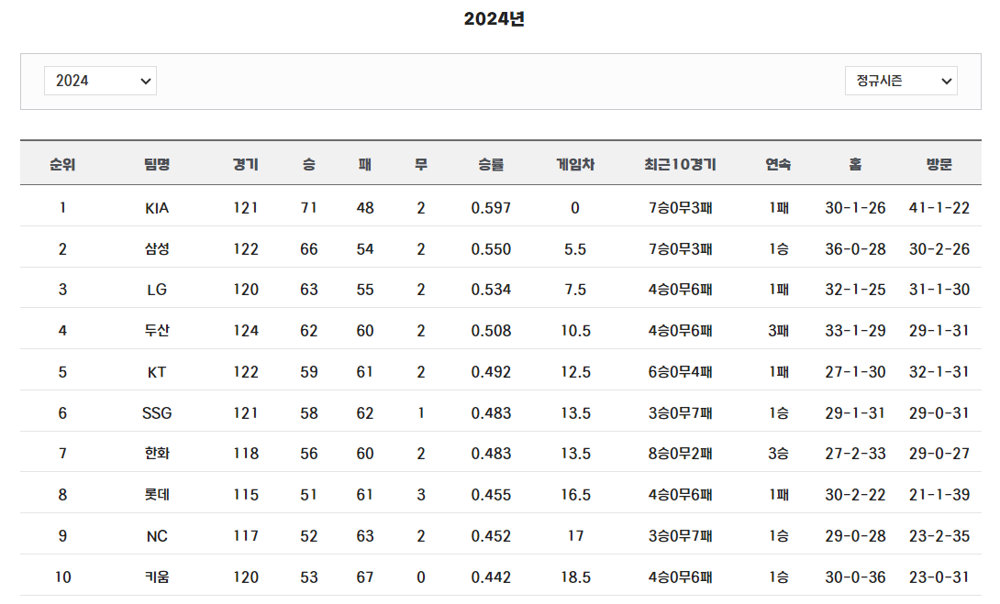 2024년
2024 정규시즌
순위 팀명 경기 승 패 무 승률 게임차 최근10경기 연속 홈 방문
1 KIA 121 71 48 2 0.597 0 7승0무3패 1패 30-1-26 41-1-22
2 삼성 122 66 54 2 0.550 5.5 7승0무3패 1승 36-0-28 30-2-26
3 LG 120 63 55 2 0.534 7.5 4승0무6패 1패 32-1-25 31-1-30
4 두산 124 62 60 2 0.508 10.5 4승0무6패 3패 33-1-29 29-1-31
5 KT 122 59 61 2 0.492 12.5 6승0무4패 1패 27-1-30 32-1-31
6 SSG 121 58 62 1 0.483 13.5 3승0무7패 1승 29-1-31 29-0-31
7 한화 118 56 60 2 0.483 13.5 8승0무2패 3승 27-2-33 29-0-27
8 롯데 115 51 61 3 0.455 16.5 4승0무6패 1패 30-2-22 21-1-39
9 NC 117 52 63 2 0.452 17 3승0무7패 1승 29-0-28 23-2-35
10 키움 120 53 67 0 0.442 18.5 4승0무6패 1승 30-0-36 23-0-31